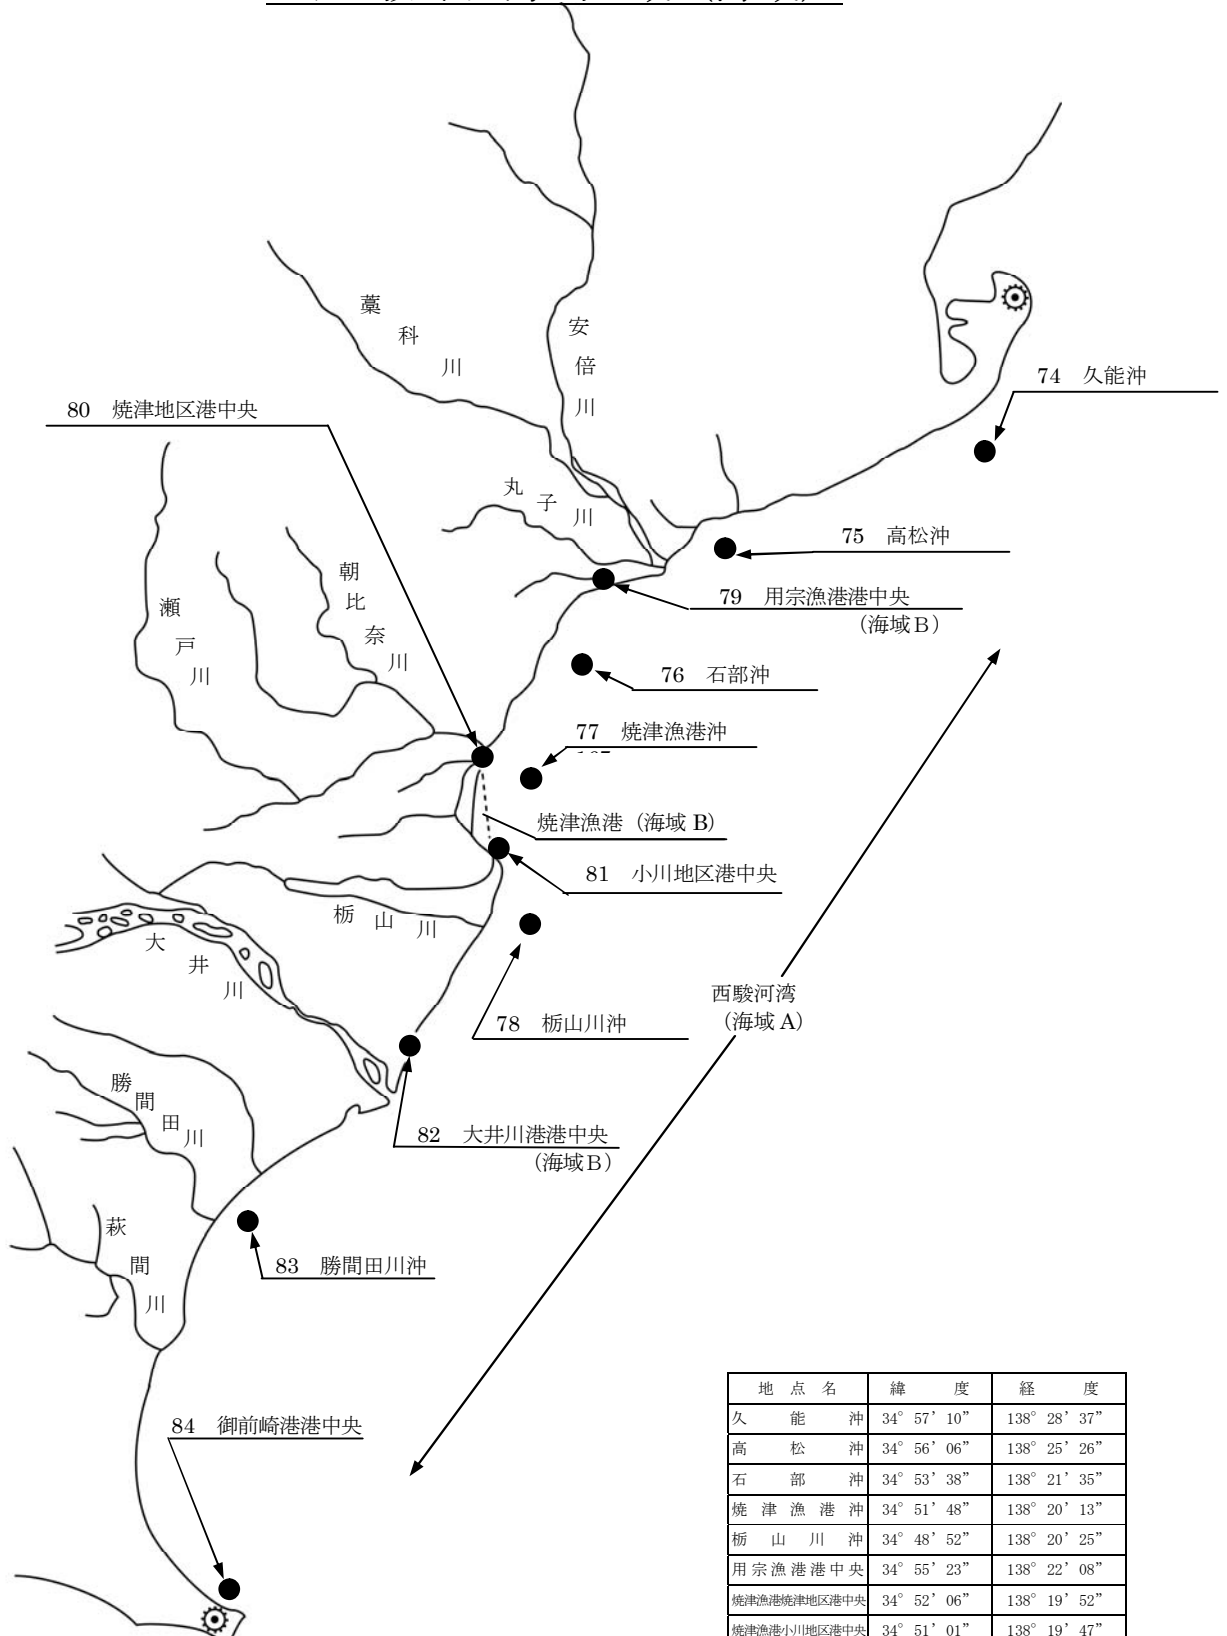 藁科川
安倍川
74 久能沖
80 焼津地区港中央
丸子川
75 高松沖
朝比奈川
79 用宗漁港港中央
（海域B）
瀬戸川
76 石部沖
77 焼津漁港沖
焼津漁港（海域 B）
81 小川地区港中央
栃山川
大井川
西駿河湾
（海域 A）
78 栃山川沖
勝間田川
82 大井川港港中央
（海域B）
萩間川
83 勝間田川沖
84 御前崎港港中央
地点名 緯度 経度
久能沖 34° 57’ 10” 138° 28’ 37”
高松沖 34° 56’ 06” 138° 25’ 26”
石部沖 34° 53’ 38” 138° 21’ 35”
焼津漁港沖 34° 51’ 48” 138° 20’ 13”
栃山川沖 34° 48’ 52” 138° 20’ 25”
用宗漁港港中央 34° 55’ 23” 138° 22’ 08”
焼津漁港焼津地区港中央 34° 52’ 06” 138° 19’ 52”
焼津漁港小川地区港中央 34° 51’ 01” 138° 19’ 47”